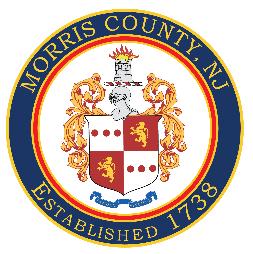 MORRIS COUNTY, NJ
ESTABLISHED 1738